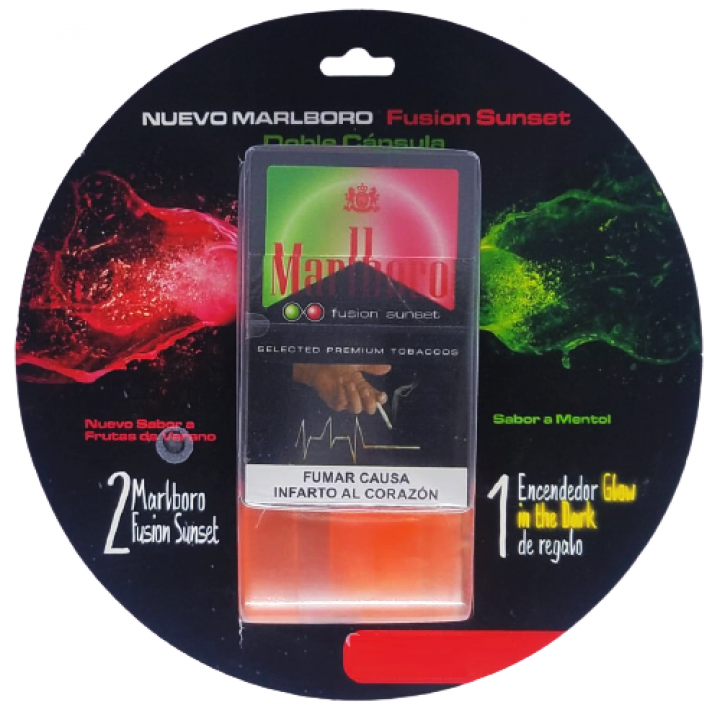 NUEVO MARLBORO Fusion Sunset
Doble Cápsula
Marlboro
fusion sunset
SELECTED PREMIUM TOBACCOS
Nuevo Sabor a
Frutas de Verano
Sabor a Mentol
2 Marlboro
Fusion Sunset
FUMAR CAUSA
INFARTO AL CORAZÓN
1 Encendedor Glow
in the Dark
de regalo